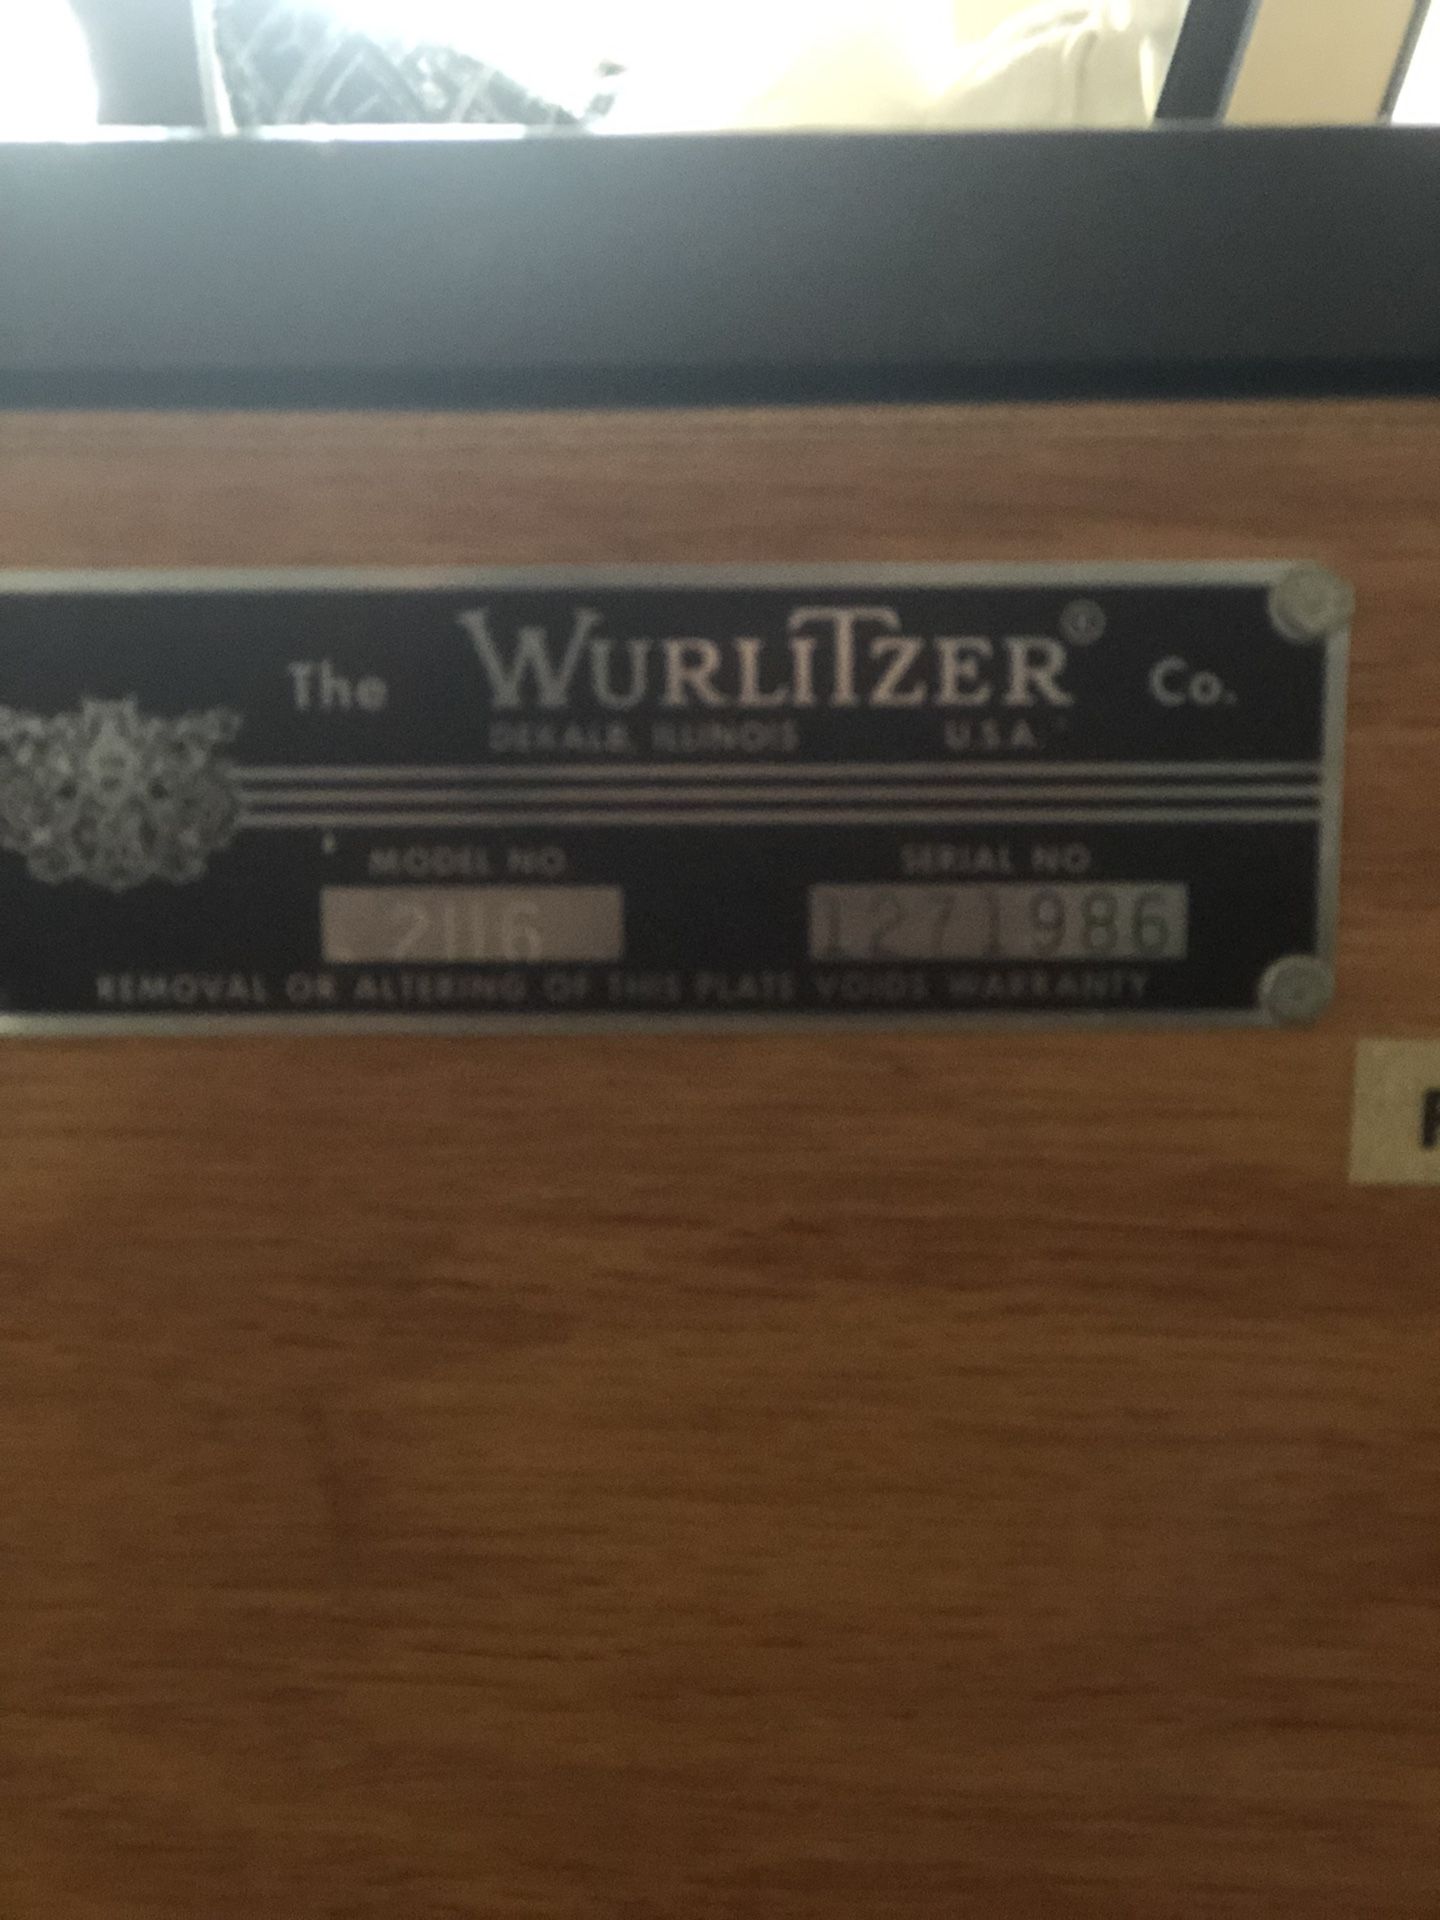 The WURLiTZER® Co.
DEKALB, ILLINOIS U.S.A.
MODEL NO. SERIAL NO.
2116 1271986
REMOVAL OR ALTERING OF THIS PLATE VOIDS WARRANTY